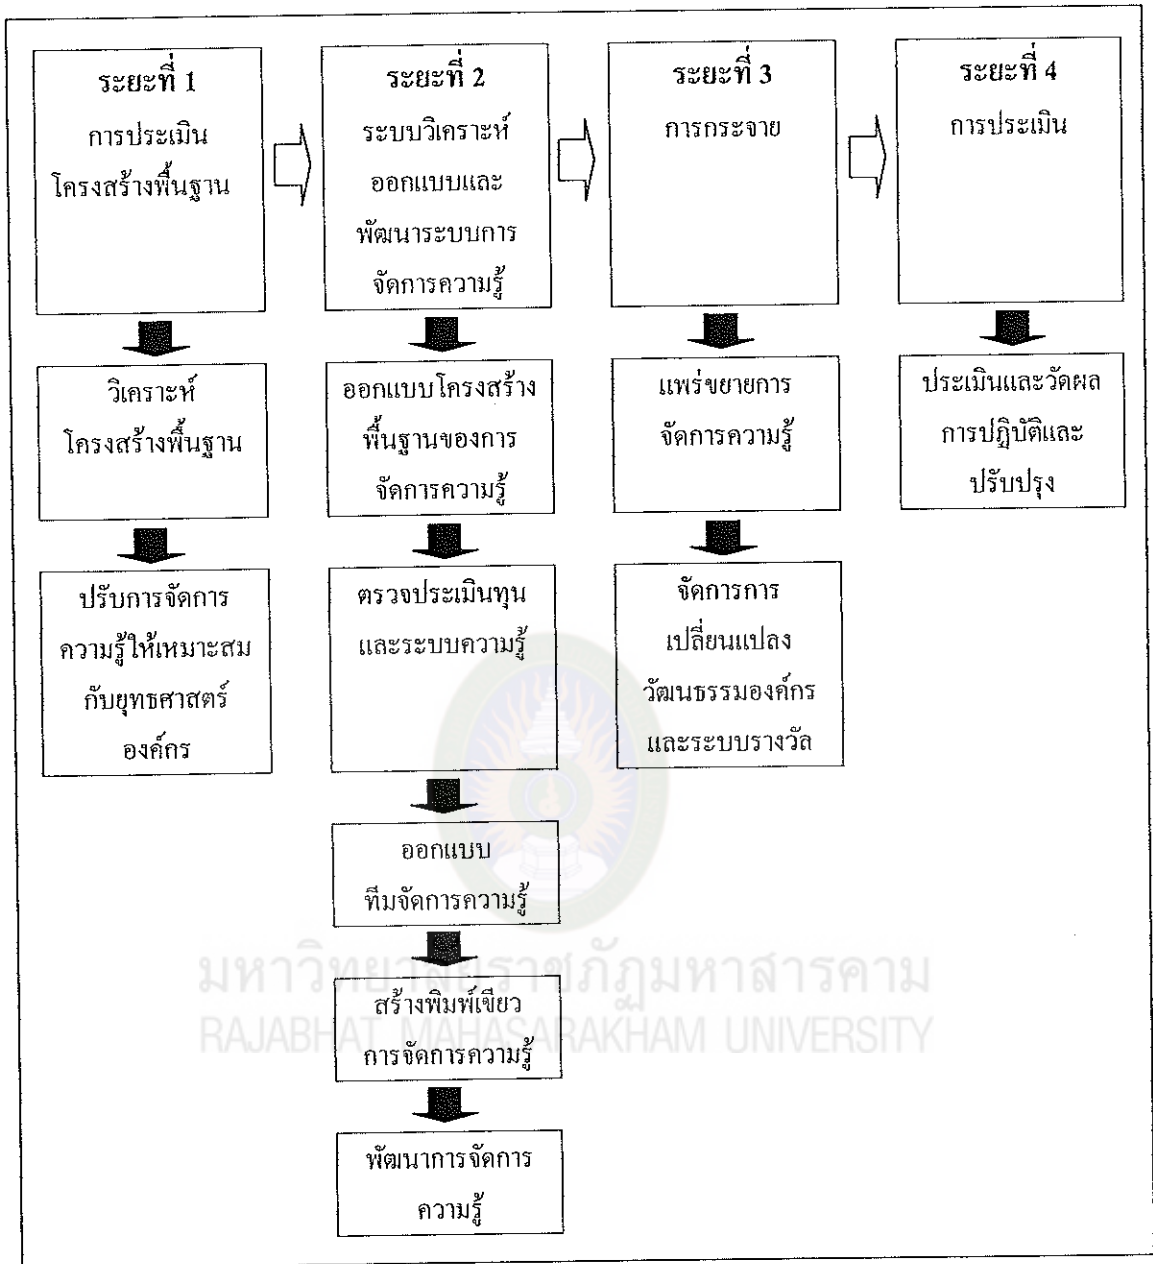 ระยะที่ 1
การประเมิน
โครงสร้างพื้นฐาน
ระยะที่ 2
ระบบวิเคราะห์
ออกแบบและ
พัฒนาระบบการ
จัดการความรู้
ระยะที่ 3
การกระจาย
ระยะที่ 4
การประเมิน
วิเคราะห์
โครงสร้างพื้นฐาน
ปรับการจัดการ
ความรู้ให้เหมาะสม
กับยุทธศาสตร์
องค์กร
ออกแบบโครงสร้าง
พื้นฐานของการ
จัดการความรู้
ตรวจประเมินทุน
และระบบความรู้
ออกแบบ
ทีมจัดการความรู้
สร้างพิมพ์เขียว
การจัดการความรู้
พัฒนาการจัดการ
ความรู้
แพร่ขยายการ
จัดการความรู้
จัดการการ
เปลี่ยนแปลง
วัฒนธรรมองค์กร
และระบบรางวัล
ประเมินและวัดผล
การปฏิบัติและ
ปรับปรุง
มหาวิทยาลัยราชภัฏมหาสารคาม
RAJABHAT MAHASARAKHAM UNIVERSITY